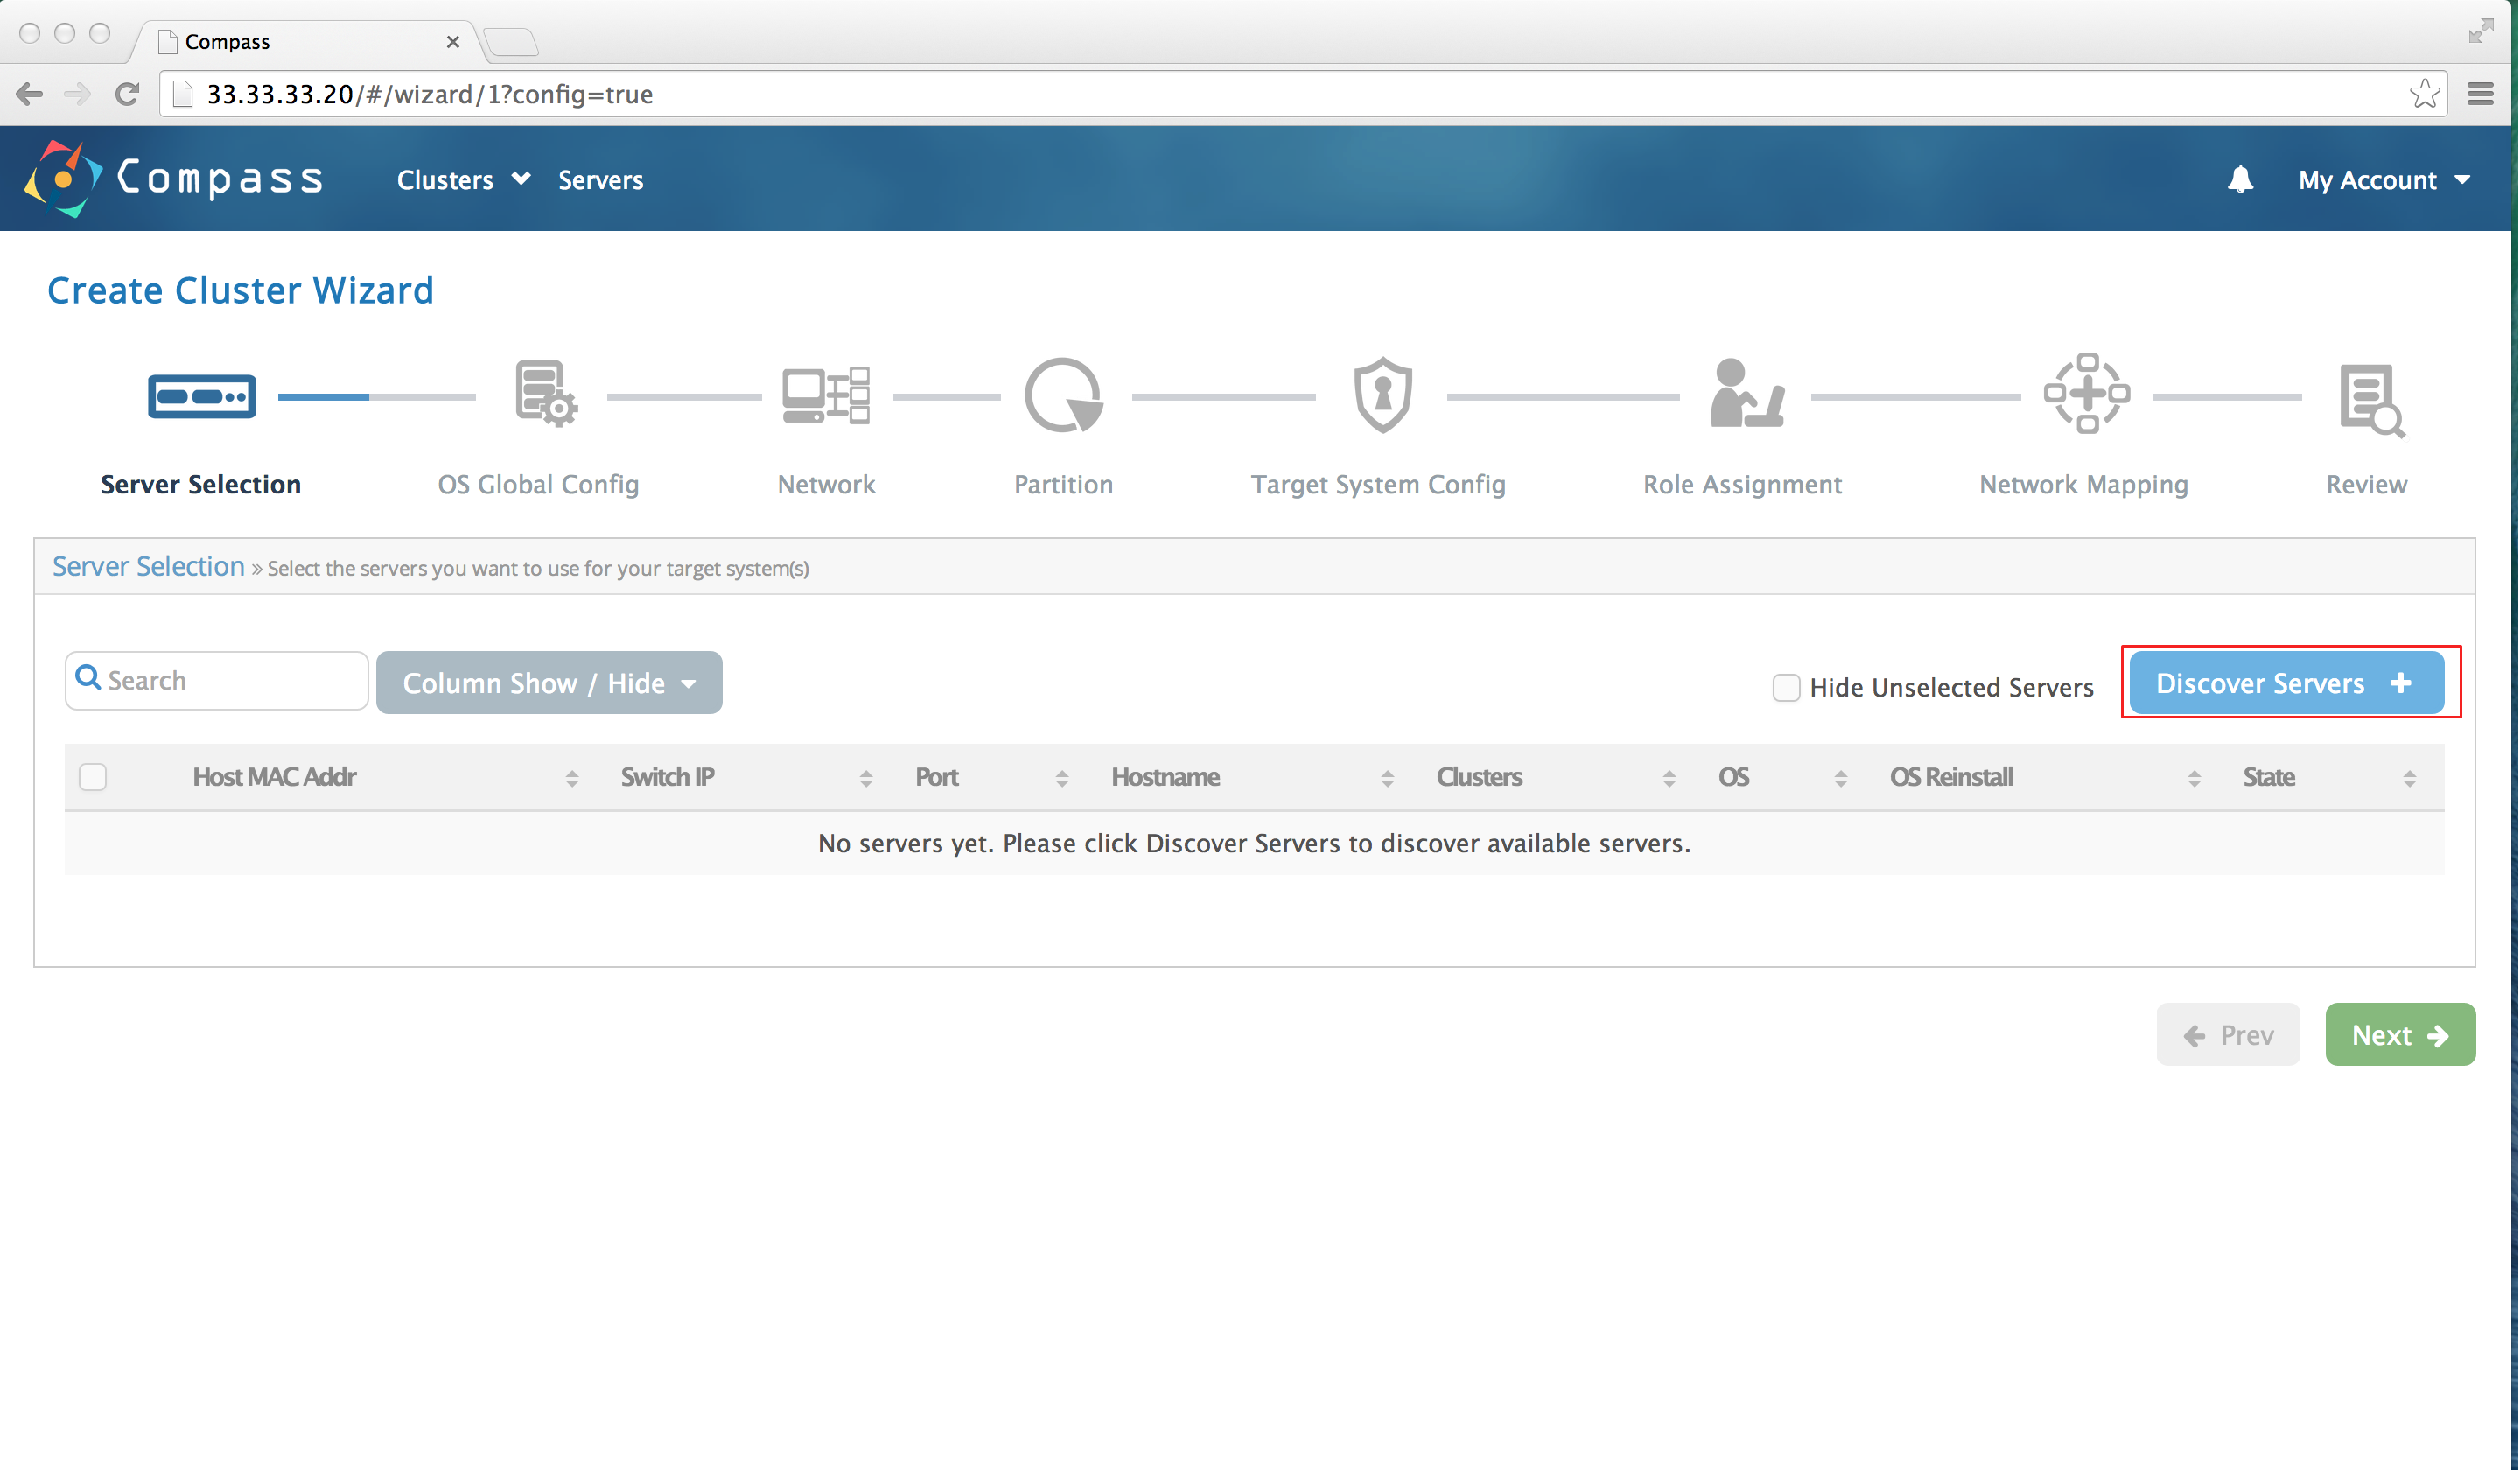 Compass
33.33.33.20/#/wizard/1?config=true
Compass Clusters Servers My Account
Create Cluster Wizard
Server Selection OS Global Config Network Partition Target System Config Role Assignment Network Mapping Review
Server Selection » Select the servers you want to use for your target system(s)
Search Column Show / Hide Hide Unselected Servers Discover Servers +
Host MAC Addr Switch IP Port Hostname Clusters OS OS Reinstall State
No servers yet. Please click Discover Servers to discover available servers.
Prev Next